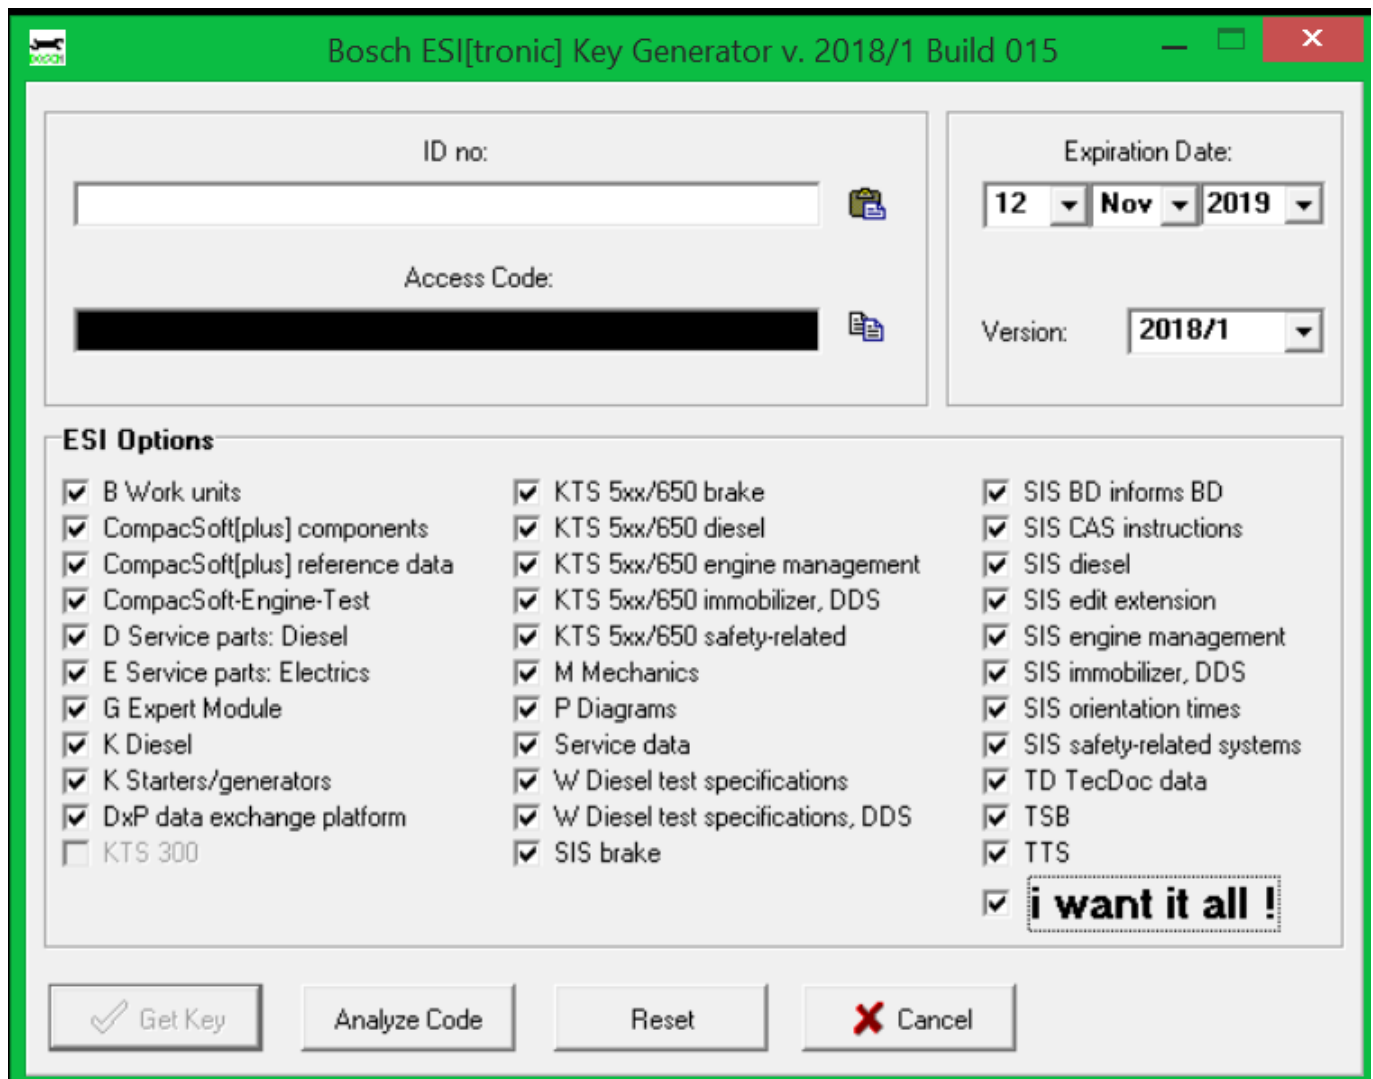 Bosch ESI[tronic] Key Generator v. 2018/1 Build 015
BOSCH
ID no:
Access Code:
Expiration Date:
12 Nov 2019
Version: 2018/1
ESI Options
B Work units
CompacSoft[plus] components
CompacSoft[plus] reference data
CompacSoft-Engine-Test
D Service parts: Diesel
E Service parts: Electrics
G Expert Module
K Diesel
K Starters/generators
DxP data exchange platform
KTS 300
KTS 5xx/650 brake
KTS 5xx/650 diesel
KTS 5xx/650 engine management
KTS 5xx/650 immobilizer, DDS
KTS 5xx/650 safety-related
M Mechanics
P Diagrams
Service data
W Diesel test specifications
W Diesel test specifications, DDS
SIS brake
SIS BD informs BD
SIS CAS instructions
SIS diesel
SIS edit extension
SIS engine management
SIS immobilizer, DDS
SIS orientation times
SIS safety-related systems
TD TecDoc data
TSB
TTS
i want it all !
Get Key
Analyze Code
Reset
Cancel